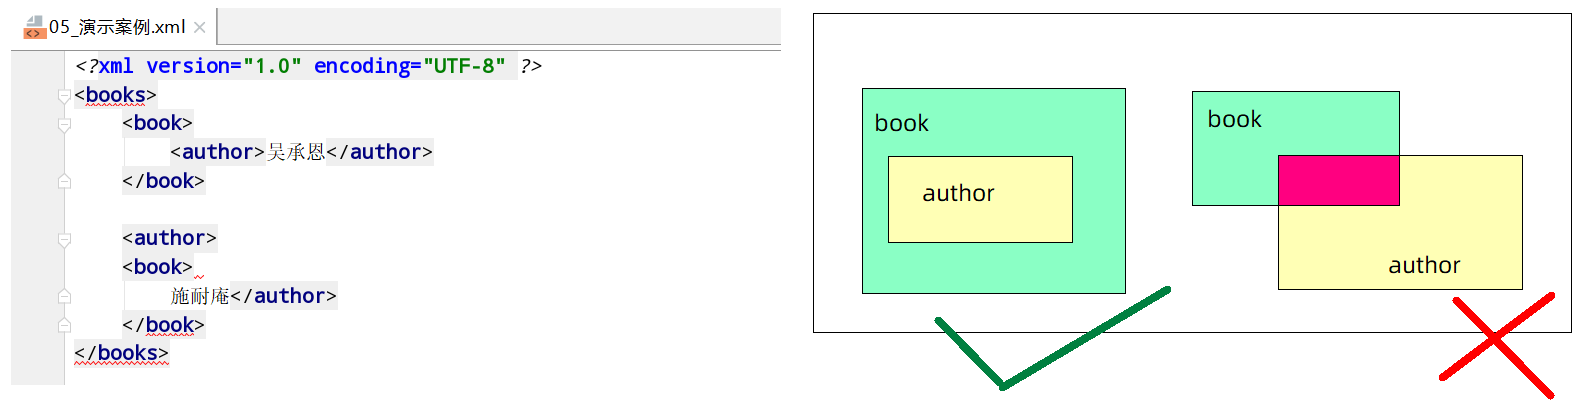 05_演示案例.xml
<?xml version="1.0" encoding="UTF-8" ?>
<books>
<book>
<author>吴承恩</author>
</book>
<author>
<book>
施耐庵</author>
</book>
</books>
book
author
book
author